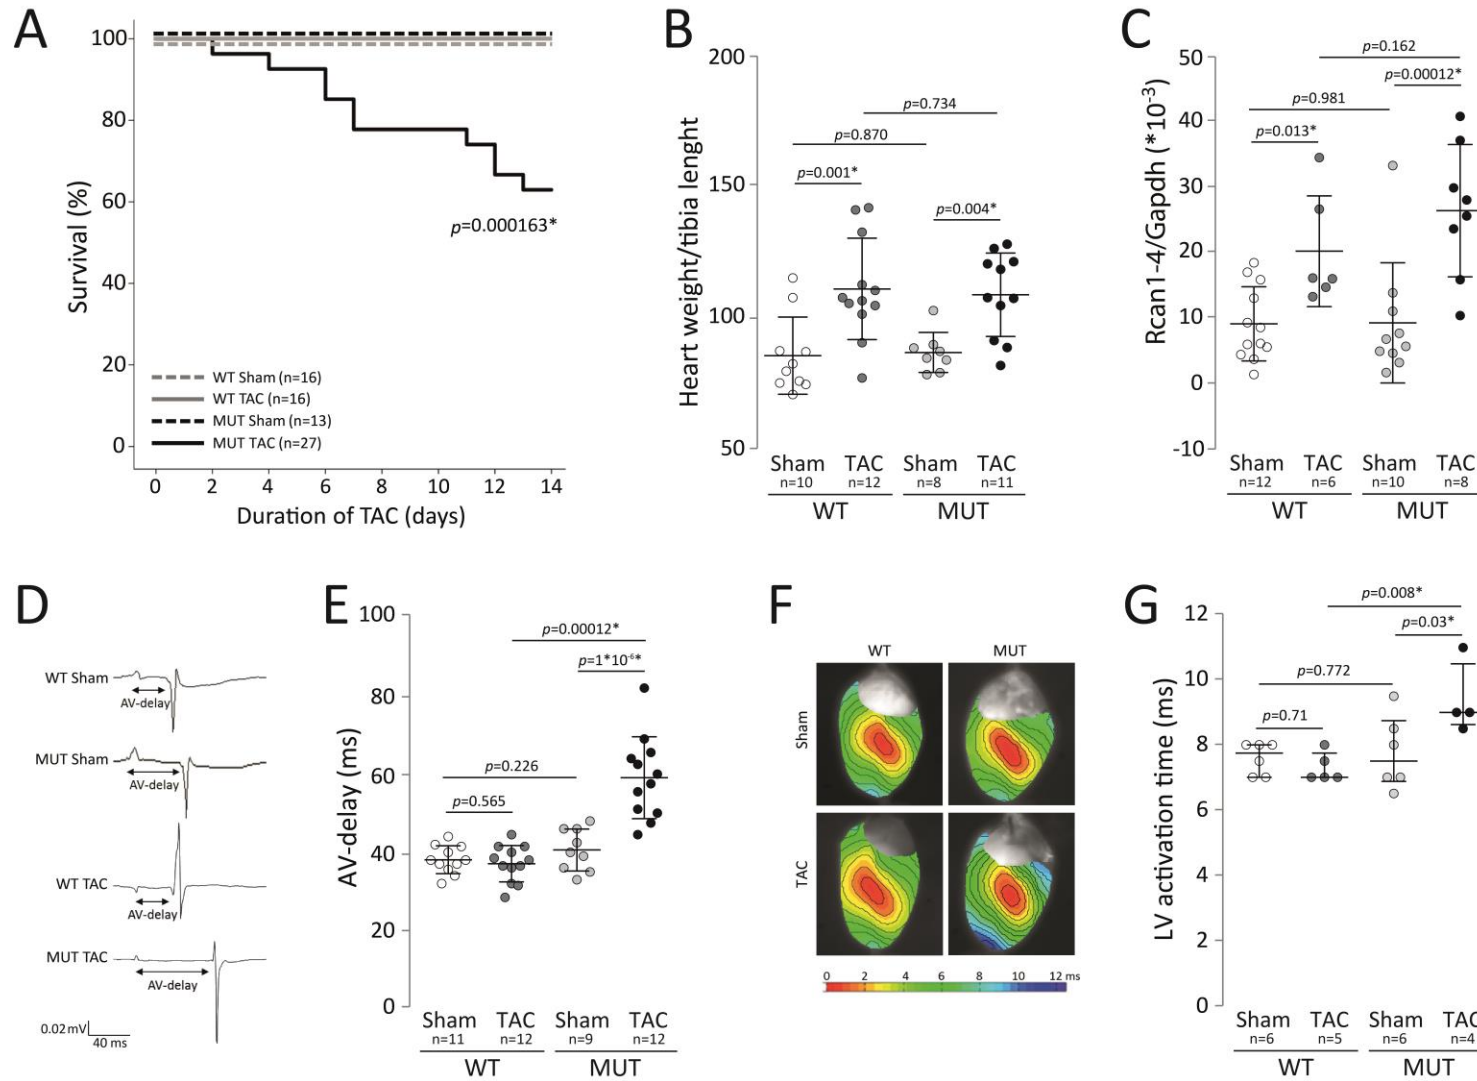 A
100
80
60
40
20
0
Survival (%)
p=0.000163*
WT Sham (n=16)
WT TAC (n=16)
MUT Sham (n=13)
MUT TAC (n=27)
0 2 4 6 8 10 12 14
Duration of TAC (days)
B
200
150
100
50
Heart weight/tibia lenght
p=0.734
p=0.870
p=0.001*
p=0.004*
Sham TAC Sham TAC
n=10 n=12 n=8 n=11
WT MUT
C
50
40
30
20
10
0
-10
Rcan1-4/Gapdh (*10-3)
p=0.162
p=0.00012*
p=0.981
p=0.013*
Sham TAC Sham TAC
n=12 n=6 n=10 n=8
WT MUT
D
WT Sham
AV-delay
MUT Sham
AV-delay
WT TAC
AV-delay
MUT TAC
AV-delay
0.02 mV
40 ms
E
100
80
60
40
20
0
AV-delay (ms)
p=0.00012*
p=1*10-6*
p=0.226
p=0.565
Sham TAC Sham TAC
n=11 n=12 n=9 n=12
WT MUT
F
WT MUT
Sham
TAC
0 2 4 6 8 10 12 ms
G
12
10
8
6
4
2
0
LV activation time (ms)
p=0.008*
p=0.03*
p=0.772
p=0.71
Sham TAC Sham TAC
n=6 n=5 n=6 n=4
WT MUT